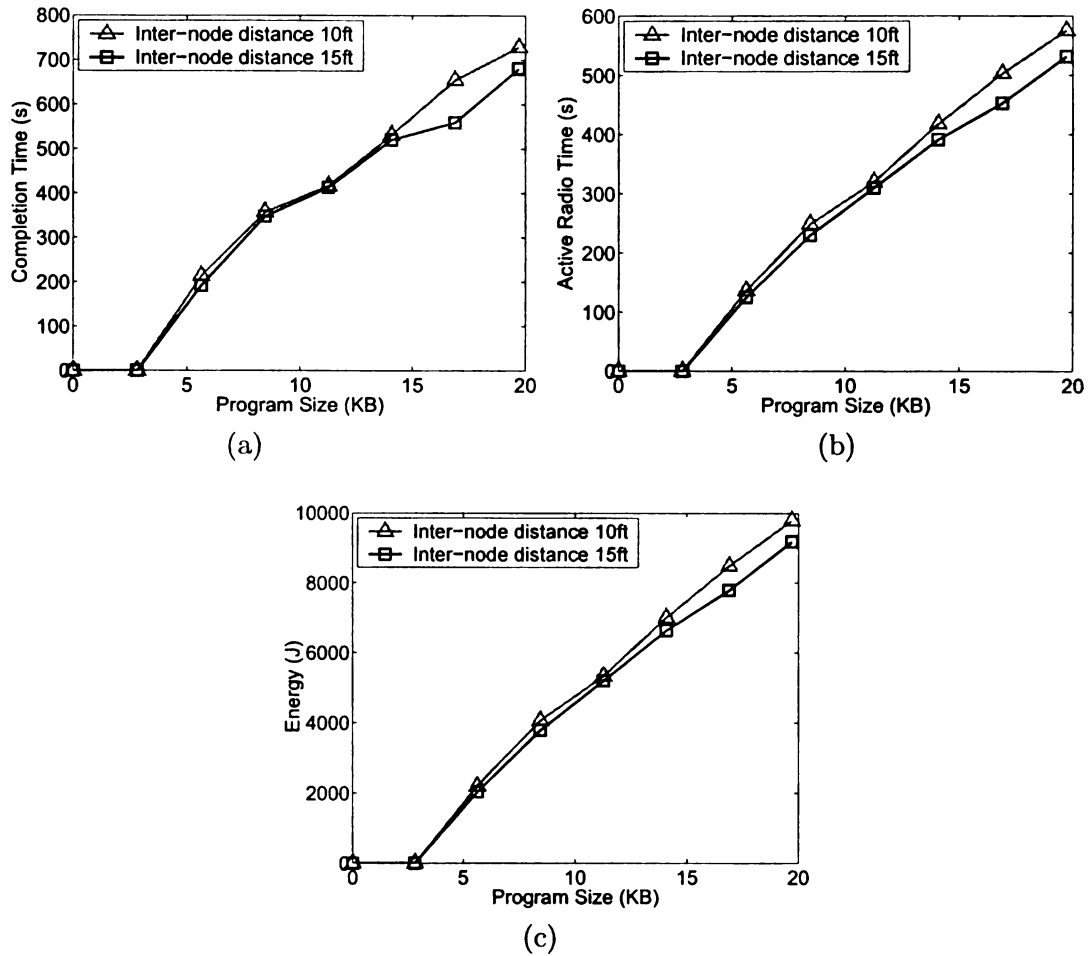 800
700
600
500
400
300
200
100
0
Completion Time (s)
Inter-node distance 10ft
Inter-node distance 15ft
0 5 10 15 20
Program Size (KB)
(a)
600
500
400
300
200
100
0
Active Radio Time (s)
Inter-node distance 10ft
Inter-node distance 15ft
0 5 10 15 20
Program Size (KB)
(b)
10000
8000
6000
4000
2000
0
Energy (J)
Inter-node distance 10ft
Inter-node distance 15ft
0 5 10 15 20
Program Size (KB)
(c)